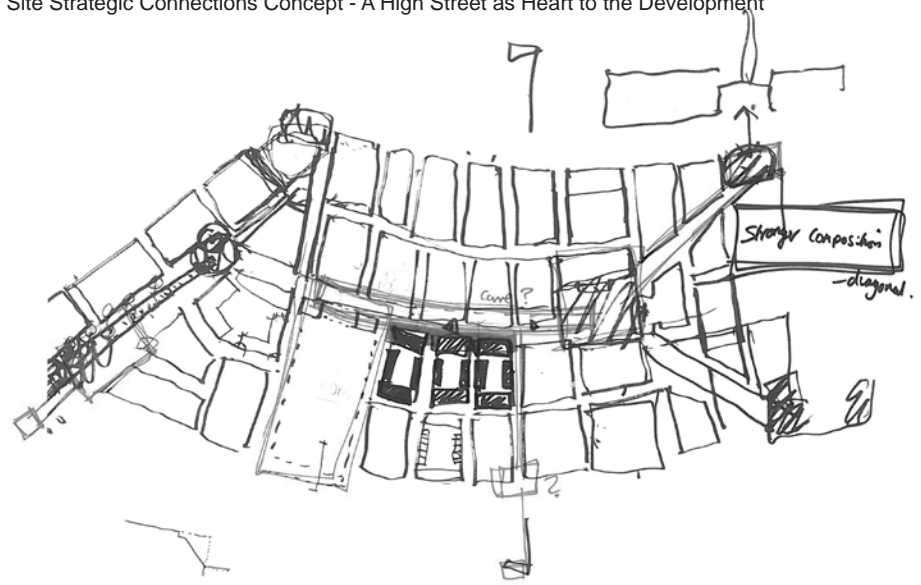 Site Strategic Connections Concept - A High Street as Heart to the Development
curve ?
Stronger Composition
- diagonal.
?